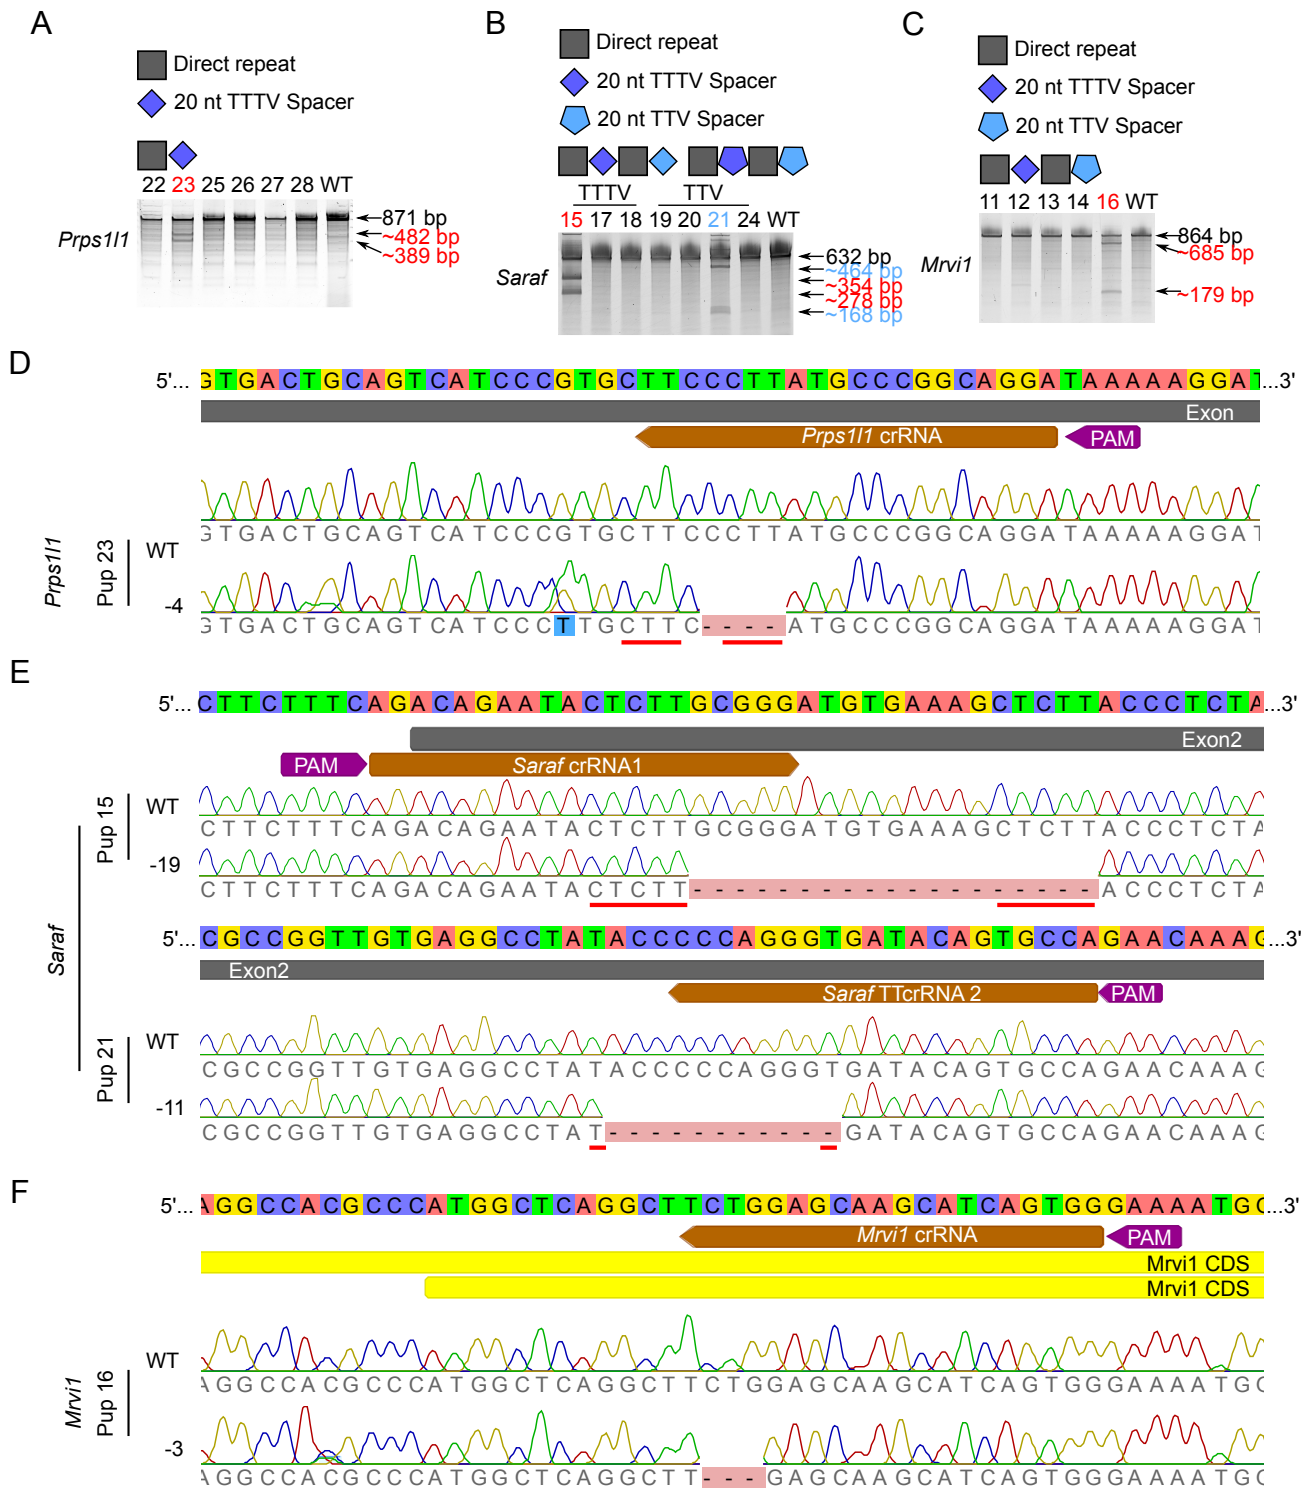 A
Direct repeat
20 nt TTTV Spacer
22 23 25 26 27 28 WT
Prps1l1
871 bp
~482 bp
~389 bp
B
Direct repeat
20 nt TTTV Spacer
20 nt TTV Spacer
TTTV TTV
15 17 18 19 20 21 24 WT
Saraf
632 bp
~464 bp
~354 bp
~278 bp
~168 bp
C
Direct repeat
20 nt TTTV Spacer
20 nt TTV Spacer
11 12 13 14 16 WT
Mrvi1
864 bp
~685 bp
~179 bp
D
5'... GTGACTGCAGTCATCCCGTGCTTCCCTTATGCCCGGCAGGATAAAAAGGAT ...3'
Exon
Prps1l1 crRNA PAM
Prps1l1
Pup 23
WT
GTGACTGCAGTCATCCCGTGCTTCCCTTATGCCCGGCAGGATAAAAAGGAT
-4
GTGACTGCAGTCATCCCTTGCTTC----ATGCCCGGCAGGATAAAAAGGAT
E
5'... CTTCTTTCAGACAGAATACTCTTGCGGGATGTGAAAGCTCTTACCCTCTA ...3'
Exon2
PAM Saraf crRNA1
Saraf
Pup 15
WT
CTTCTTTCAGACAGAATACTCTTGCGGGATGTGAAAGCTCTTACCCTCTA
-19
CTTCTTTCAGACAGAATACTCTT-------------------ACCCTCTA
5'... CGCCGGTTGTGAGGCCTATACCCCCAGGGTGATACAGTGCCAGAACAAAG ...3'
Exon2
Saraf TTcrRNA 2 PAM
Pup 21
WT
CGCCGGTTGTGAGGCCTATACCCCCAGGGTGATACAGTGCCAGAACAAAG
-11
CGCCGGTTGTGAGGCCTAT-----------GATACAGTGCCAGAACAAAG
F
5'... AGGCCACGCCCATGGCTCAGGCTTCTGGAGCAAGCATCAGTGGGAAAATGG ...3'
Mrvi1 crRNA PAM
Mrvi1 CDS
Mrvi1 CDS
Mrvi1
Pup 16
WT
AGGCCACGCCCATGGCTCAGGCTTCTGGAGCAAGCATCAGTGGGAAAATGG
-3
AGGCCACGCCCATGGCTCAGGCTT---GAGCAAGCATCAGTGGGAAAATGG